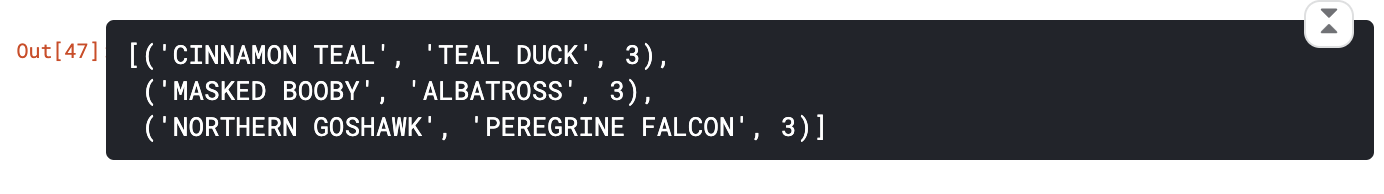 Out[47] [('CINNAMON TEAL', 'TEAL DUCK', 3),
('MASKED BOOBY', 'ALBATROSS', 3),
('NORTHERN GOSHAWK', 'PEREGRINE FALCON', 3)]